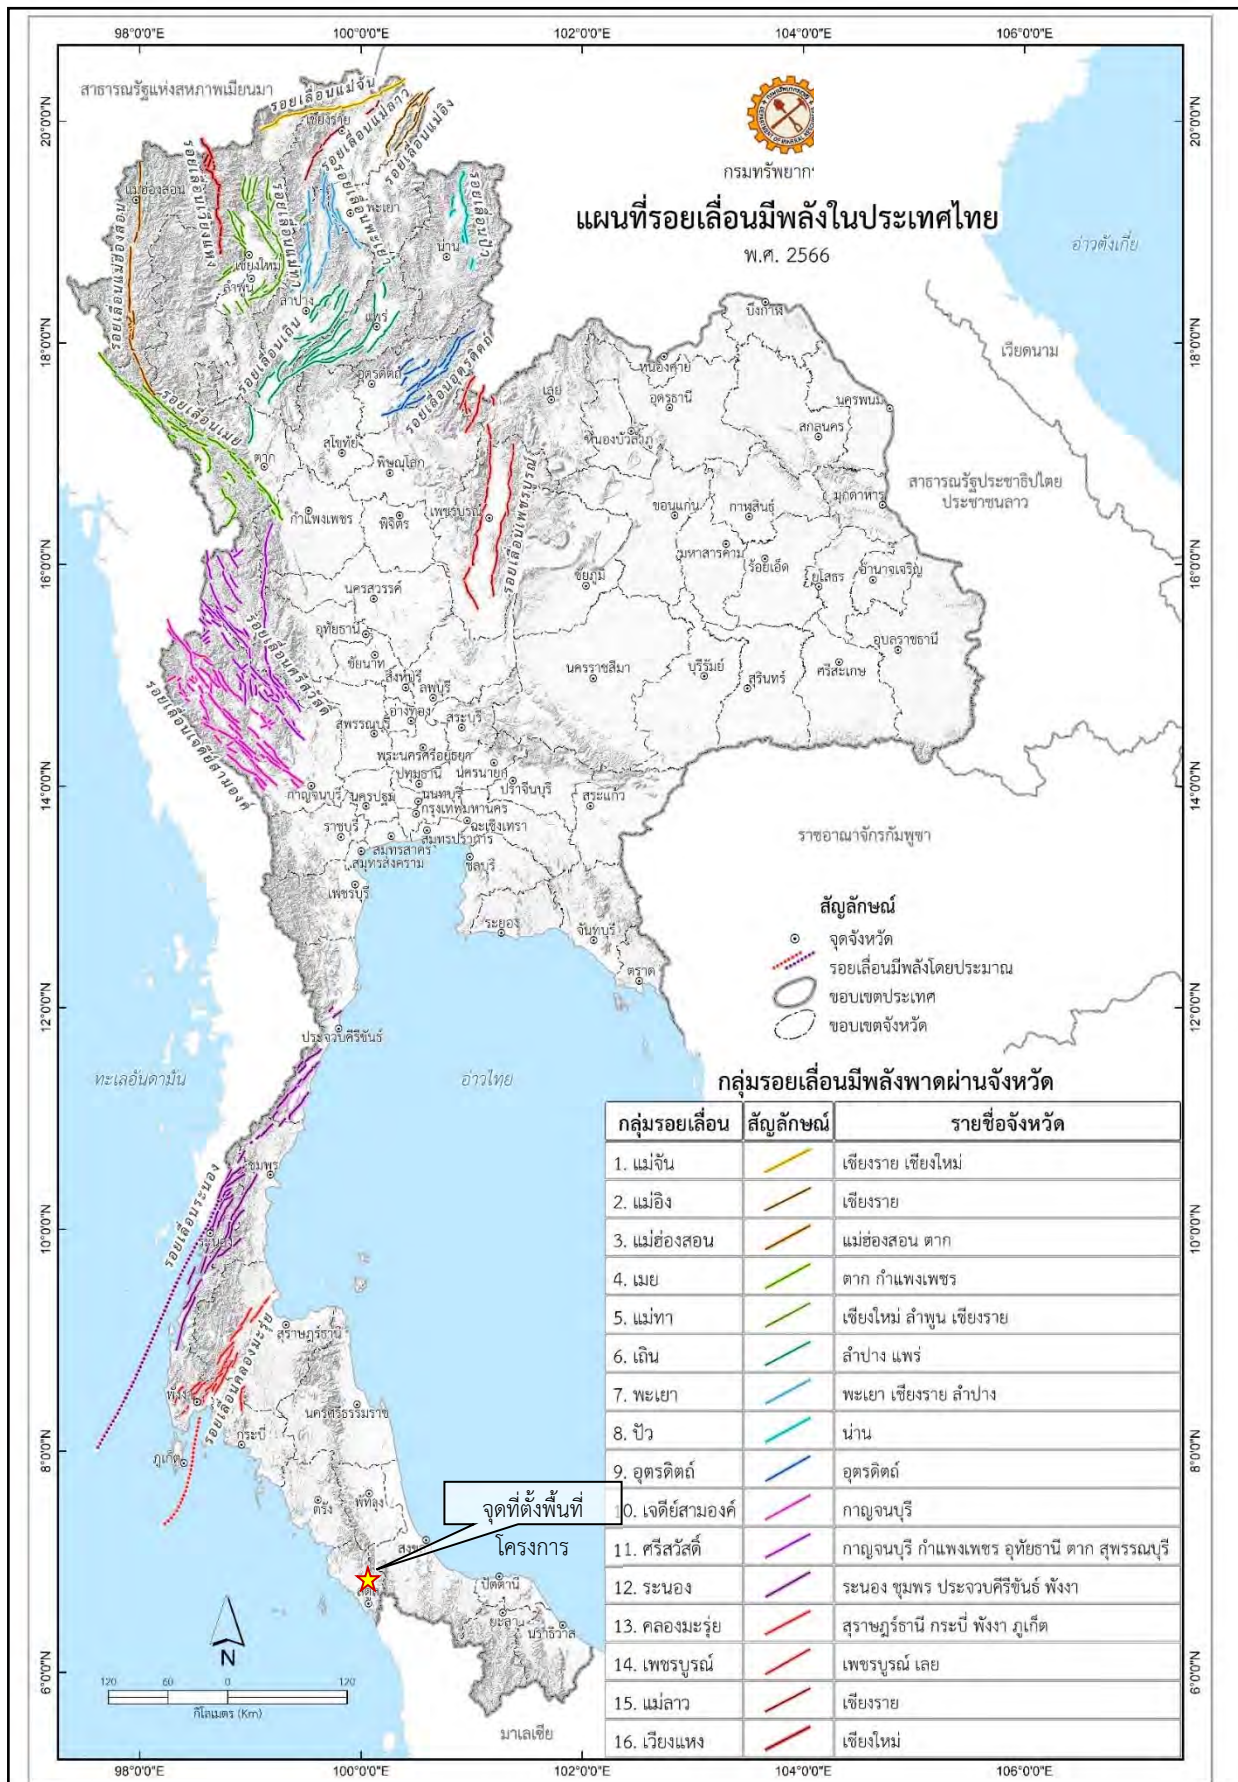 98°0'0"E 100°0'0"E 102°0'0"E 104°0'0"E 106°0'0"E
สาธารณรัฐแห่งสหภาพเมียนมา
กรมทรัพยาก
แผนที่รอยเลื่อนมีพลังในประเทศไทย
พ.ศ. 2566
อ่าวตังเกี๋ย
เวียดนาม
สาธารณรัฐประชาธิปไตย
ประชาชนลาว
ราชอาณาจักรกัมพูชา
ทะเลอันดามัน
อ่าวไทย
มาเลเซีย
20°0'0"N
18°0'0"N
16°0'0"N
14°0'0"N
12°0'0"N
10°0'0"N
8°0'0"N
6°0'0"N
20°0'0"N
18°0'0"N
16°0'0"N
14°0'0"N
12°0'0"N
10°0'0"N
8°0'0"N
6°0'0"N
รอยเลื่อนแม่จัน
รอยเลื่อนแม่ลาว
รอยเลื่อนแม่อิง
รอยเลื่อนเวียงแหง
รอยเลื่อนแม่ฮ่องสอน
รอยเลื่อนแม่ทา
รอยเลื่อนพะเยา
รอยเลื่อนปัว
รอยเลื่อนเถิน
รอยเลื่อนอุตรดิตถ์
รอยเลื่อนเมย
รอยเลื่อนเพชรบูรณ์
รอยเลื่อนศรีสวัสดิ์
รอยเลื่อนเจดีย์สามองค์
รอยเลื่อนระนอง
รอยเลื่อนคลองมะรุ่ย
เชียงราย
แม่ฮ่องสอน
พะเยา
น่าน
เชียงใหม่
ลำพูน
ลำปาง
แพร่
อุตรดิตถ์
บึงกาฬ
หนองคาย
เลย
อุดรธานี
นครพนม
สกลนคร
หนองบัวลำภู
สุโขทัย
ตาก
พิษณุโลก
กำแพงเพชร
พิจิตร
เพชรบูรณ์
ขอนแก่น
กาฬสินธุ์
มุกดาหาร
มหาสารคาม
ร้อยเอ็ด
ชัยภูมิ
ยโสธร
อำนาจเจริญ
นครสวรรค์
อุทัยธานี
ชัยนาท
สิงห์บุรี
ลพบุรี
นครราชสีมา
บุรีรัมย์
สุรินทร์
ศรีสะเกษ
อุบลราชธานี
อ่างทอง
สุพรรณบุรี
สระบุรี
พระนครศรีอยุธยา
ปทุมธานี
นครนายก
ปราจีนบุรี
สระแก้ว
กาญจนบุรี
นครปฐม
นนทบุรี
กรุงเทพมหานคร
ฉะเชิงเทรา
ราชบุรี
สมุทรปราการ
สมุทรสาคร
สมุทรสงคราม
ชลบุรี
เพชรบุรี
ระยอง
จันทบุรี
ตราด
ประจวบคีรีขันธ์
ชุมพร
ระนอง
สุราษฎร์ธานี
พังงา
นครศรีธรรมราช
กระบี่
ภูเก็ต
ตรัง
พัทลุง
ปัตตานี
ยะลา
นราธิวาส
จุดที่ตั้งพื้นที่
โครงการ
สัญลักษณ์
จุดจังหวัด
รอยเลื่อนมีพลังโดยประมาณ
ขอบเขตประเทศ
ขอบเขตจังหวัด
กลุ่มรอยเลื่อนมีพลังพาดผ่านจังหวัด
กลุ่มรอยเลื่อน สัญลักษณ์ รายชื่อจังหวัด
1. แม่จัน เชียงราย เชียงใหม่
2. แม่อิง เชียงราย
3. แม่ฮ่องสอน แม่ฮ่องสอน ตาก
4. เมย ตาก กำแพงเพชร
5. แม่ทา เชียงใหม่ ลำพูน เชียงราย
6. เถิน ลำปาง แพร่
7. พะเยา พะเยา เชียงราย ลำปาง
8. ปัว น่าน
9. อุตรดิตถ์ อุตรดิตถ์
10. เจดีย์สามองค์ กาญจนบุรี
11. ศรีสวัสดิ์ กาญจนบุรี กำแพงเพชร อุทัยธานี ตาก สุพรรณบุรี
12. ระนอง ระนอง ชุมพร ประจวบคีรีขันธ์ พังงา
13. คลองมะรุ่ย สุราษฎร์ธานี กระบี่ พังงา ภูเก็ต
14. เพชรบูรณ์ เพชรบูรณ์ เลย
15. แม่ลาว เชียงราย
16. เวียงแหง เชียงใหม่
N
120 60 0 120
กิโลเมตร (Km)
98°0'0"E 100°0'0"E 102°0'0"E 104°0'0"E 106°0'0"E